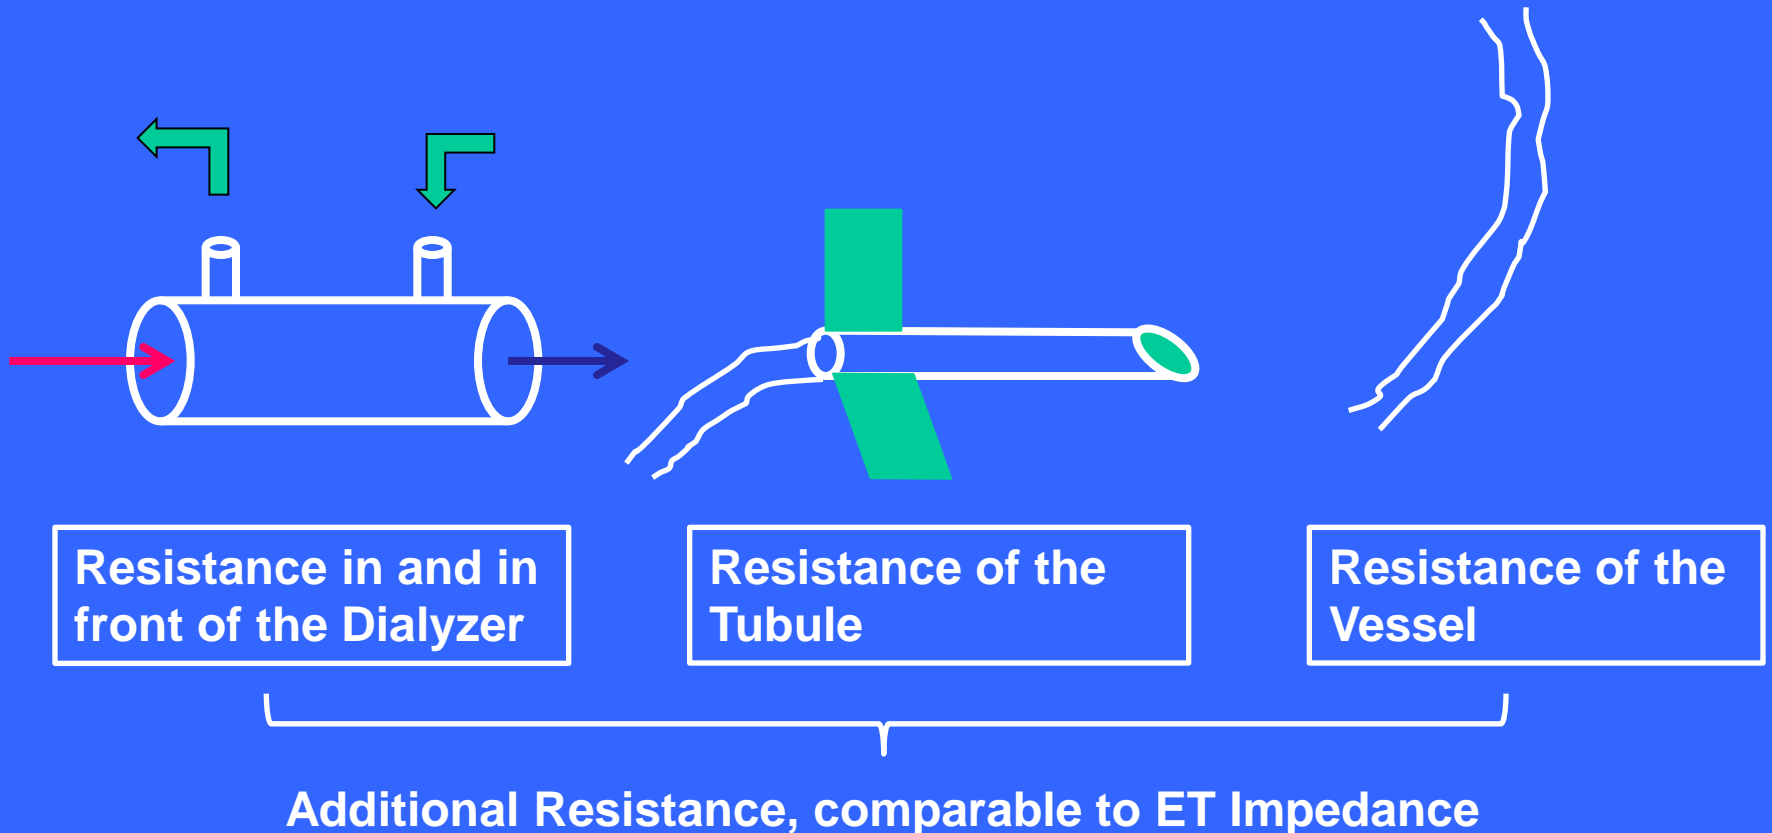 Resistance in and in
front of the Dialyzer
Resistance of the
Tubule
Resistance of the
Vessel
Additional Resistance, comparable to ET Impedance